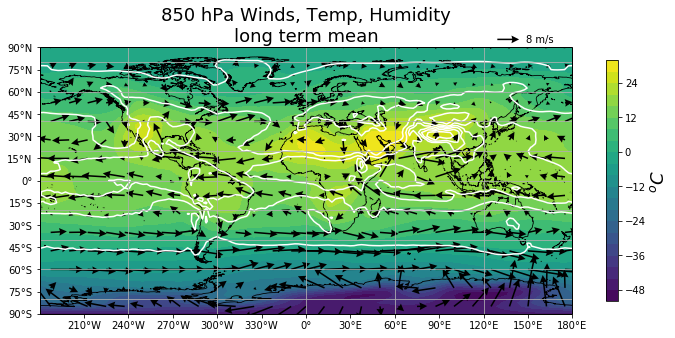 850 hPa Winds, Temp, Humidity
long term mean
8 m/s
90°N
75°N
60°N
45°N
30°N
15°N
0°
15°S
30°S
45°S
60°S
75°S
90°S
210°W 240°W 270°W 300°W 330°W 0° 30°E 60°E 90°E 120°E 150°E 180°E
24
12
0
−12
−24
−36
−48
°C